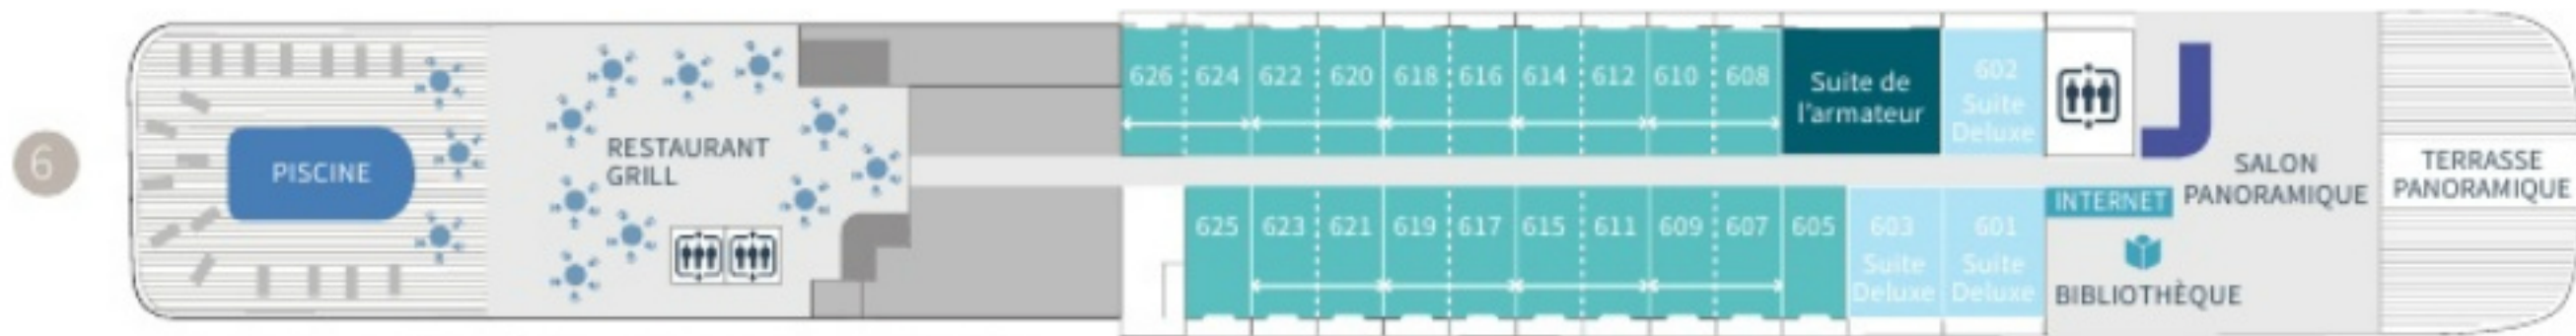 6
PISCINE
RESTAURANT
GRILL
626 624 622 620 618 616 614 612 610 608
Suite de
l'armateur
602
Suite
Deluxe
625 623 621 619 617 615 611 609 607 605
603
Suite
Deluxe
601
Suite
Deluxe
SALON
PANORAMIQUE
INTERNET
BIBLIOTHÈQUE
TERRASSE
PANORAMIQUE